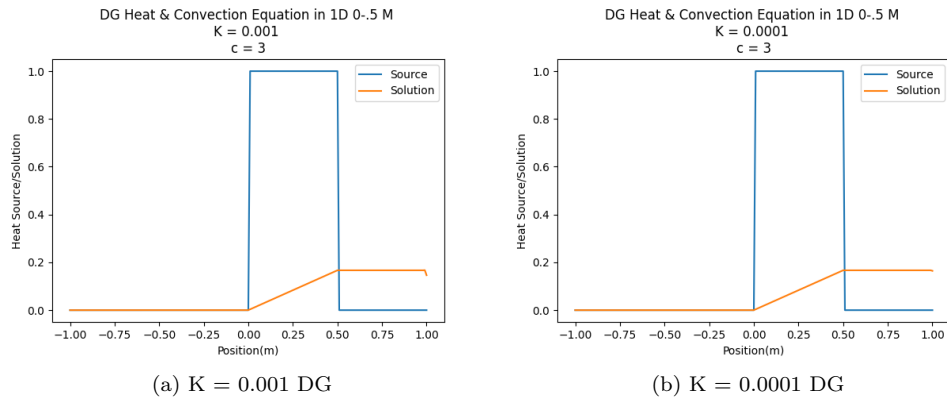 DG Heat & Convection Equation in 1D 0-.5 M
K = 0.001
c = 3
1.0
0.8
0.6
0.4
0.2
0.0
Heat Source/Solution
Source
Solution
−1.00 −0.75 −0.50 −0.25 0.00 0.25 0.50 0.75 1.00
Position(m)
(a) K = 0.001 DG
DG Heat & Convection Equation in 1D 0-.5 M
K = 0.0001
c = 3
1.0
0.8
0.6
0.4
0.2
0.0
Heat Source/Solution
Source
Solution
−1.00 −0.75 −0.50 −0.25 0.00 0.25 0.50 0.75 1.00
Position(m)
(b) K = 0.0001 DG